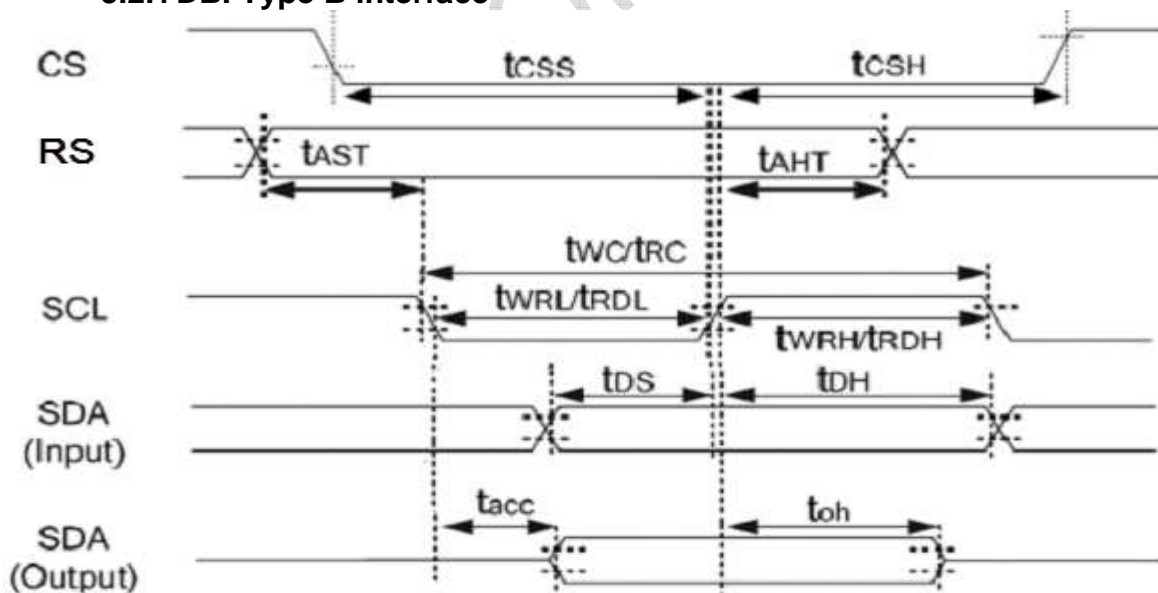 CS
tCSS
tCSH
RS
tAST
tAHT
tWC/tRC
SCL
tWRL/tRDL
tWRH/tRDH
tDS
tDH
SDA
(Input)
tacc
toh
SDA
(Output)